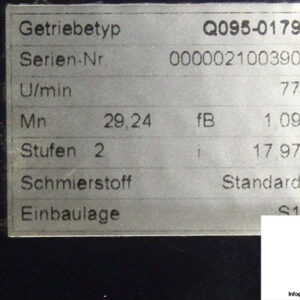 Getriebetyp Q095-0179
Serien-Nr 000002100390
U/min 77
Mn 29,24 fB 1,09
Stufen 2 i 17,97
Schmierstoff Standard
Einbaulage S1